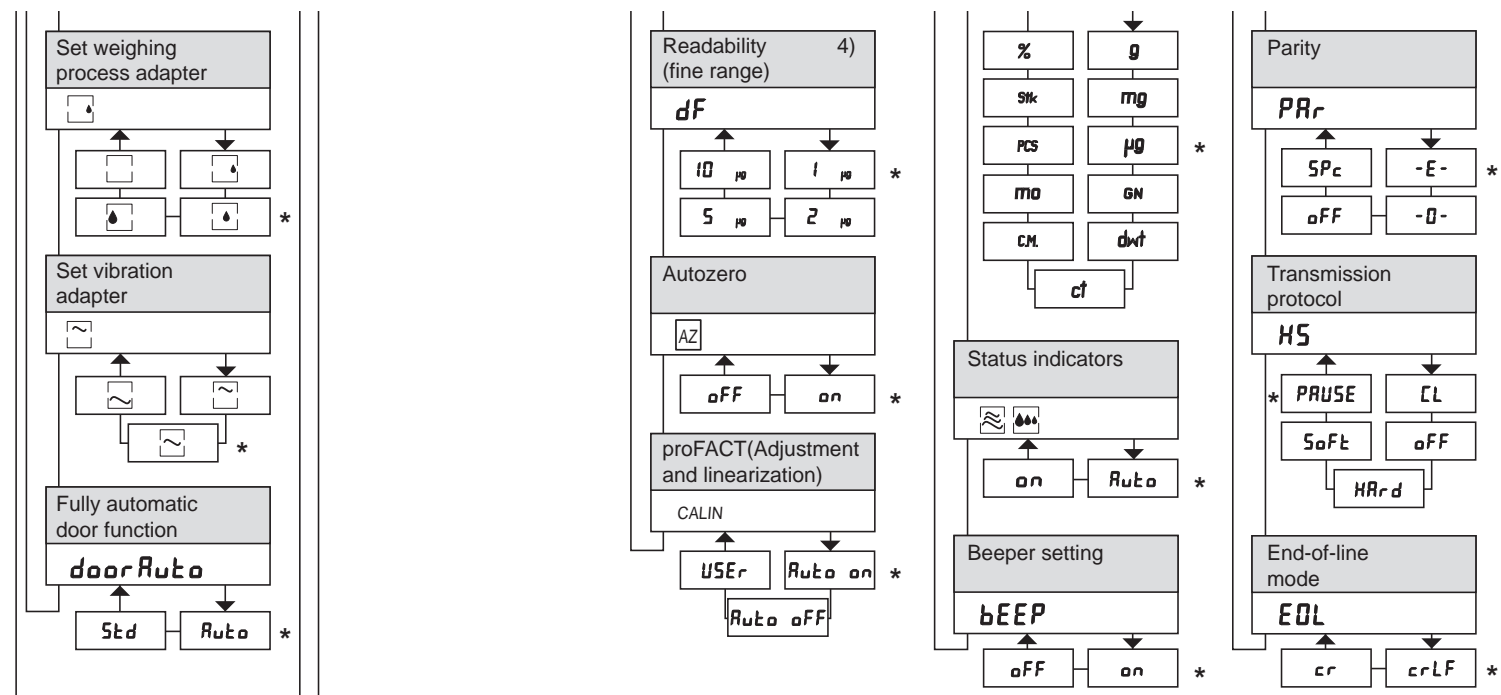 Set weighing
process adapter
*
Set vibration
adapter
~
~
~
~
*
Fully automatic
door function
doorAuto
Std
Auto
*
Readability 4)
(fine range)
dF
10 µg
1 µg
*
5 µg
2 µg
Autozero
AZ
oFF
on
*
proFACT(Adjustment
and linearization)
CALIN
USEr
Auto on
*
Auto oFF
%
g
Stk
mg
PCS
µg
*
mo
GN
C.M.
dwt
ct
Status indicators
on
Auto
*
Beeper setting
bEEP
oFF
on
*
Parity
PAr
SPc
-E-
*
oFF
-O-
Transmission
protocol
HS
*
PAUSE
CL
SoFt
oFF
HArd
End-of-line
mode
EOL
cr
crLF
*